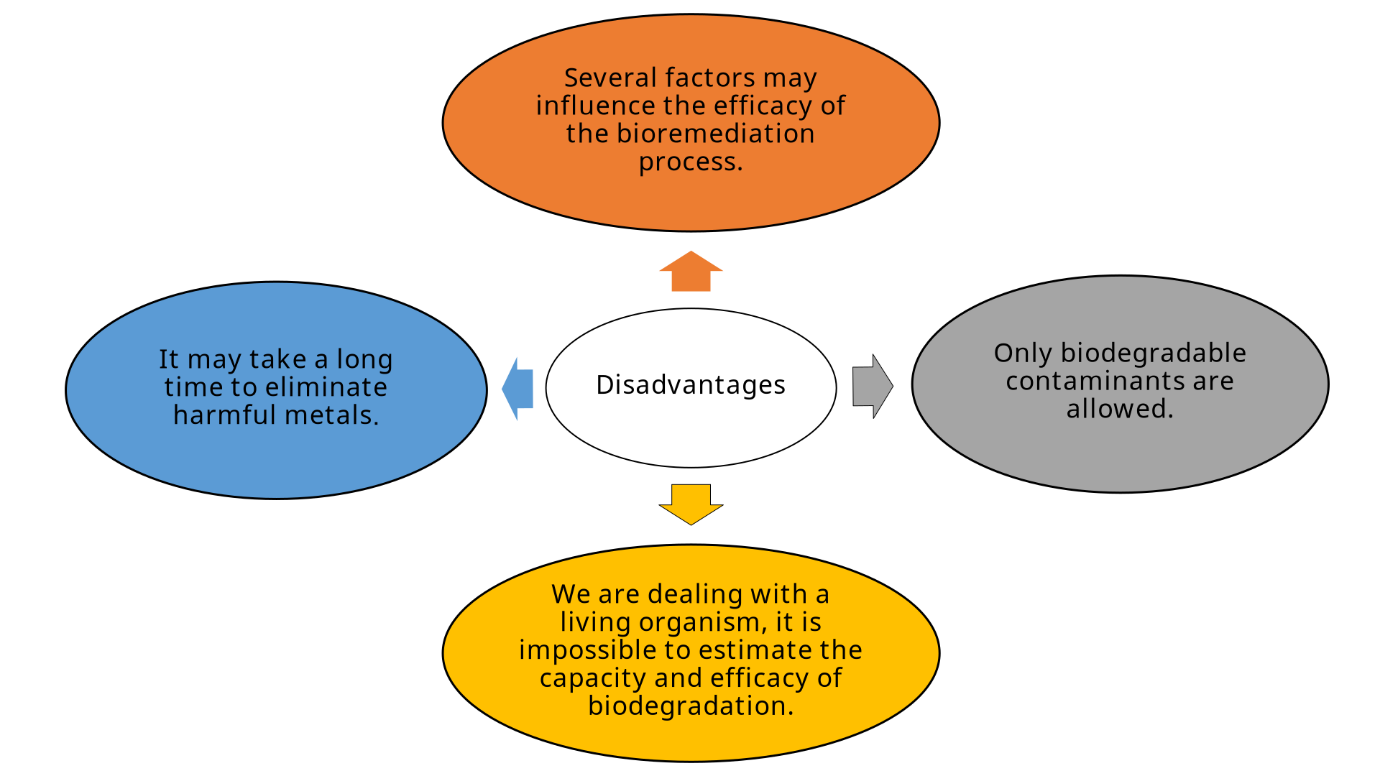 Several factors may
influence the efficacy of
the bioremediation
process.
It may take a long
time to eliminate
harmful metals.
Disadvantages
Only biodegradable
contaminants are
allowed.
We are dealing with a
living organism, it is
impossible to estimate the
capacity and efficacy of
biodegradation.